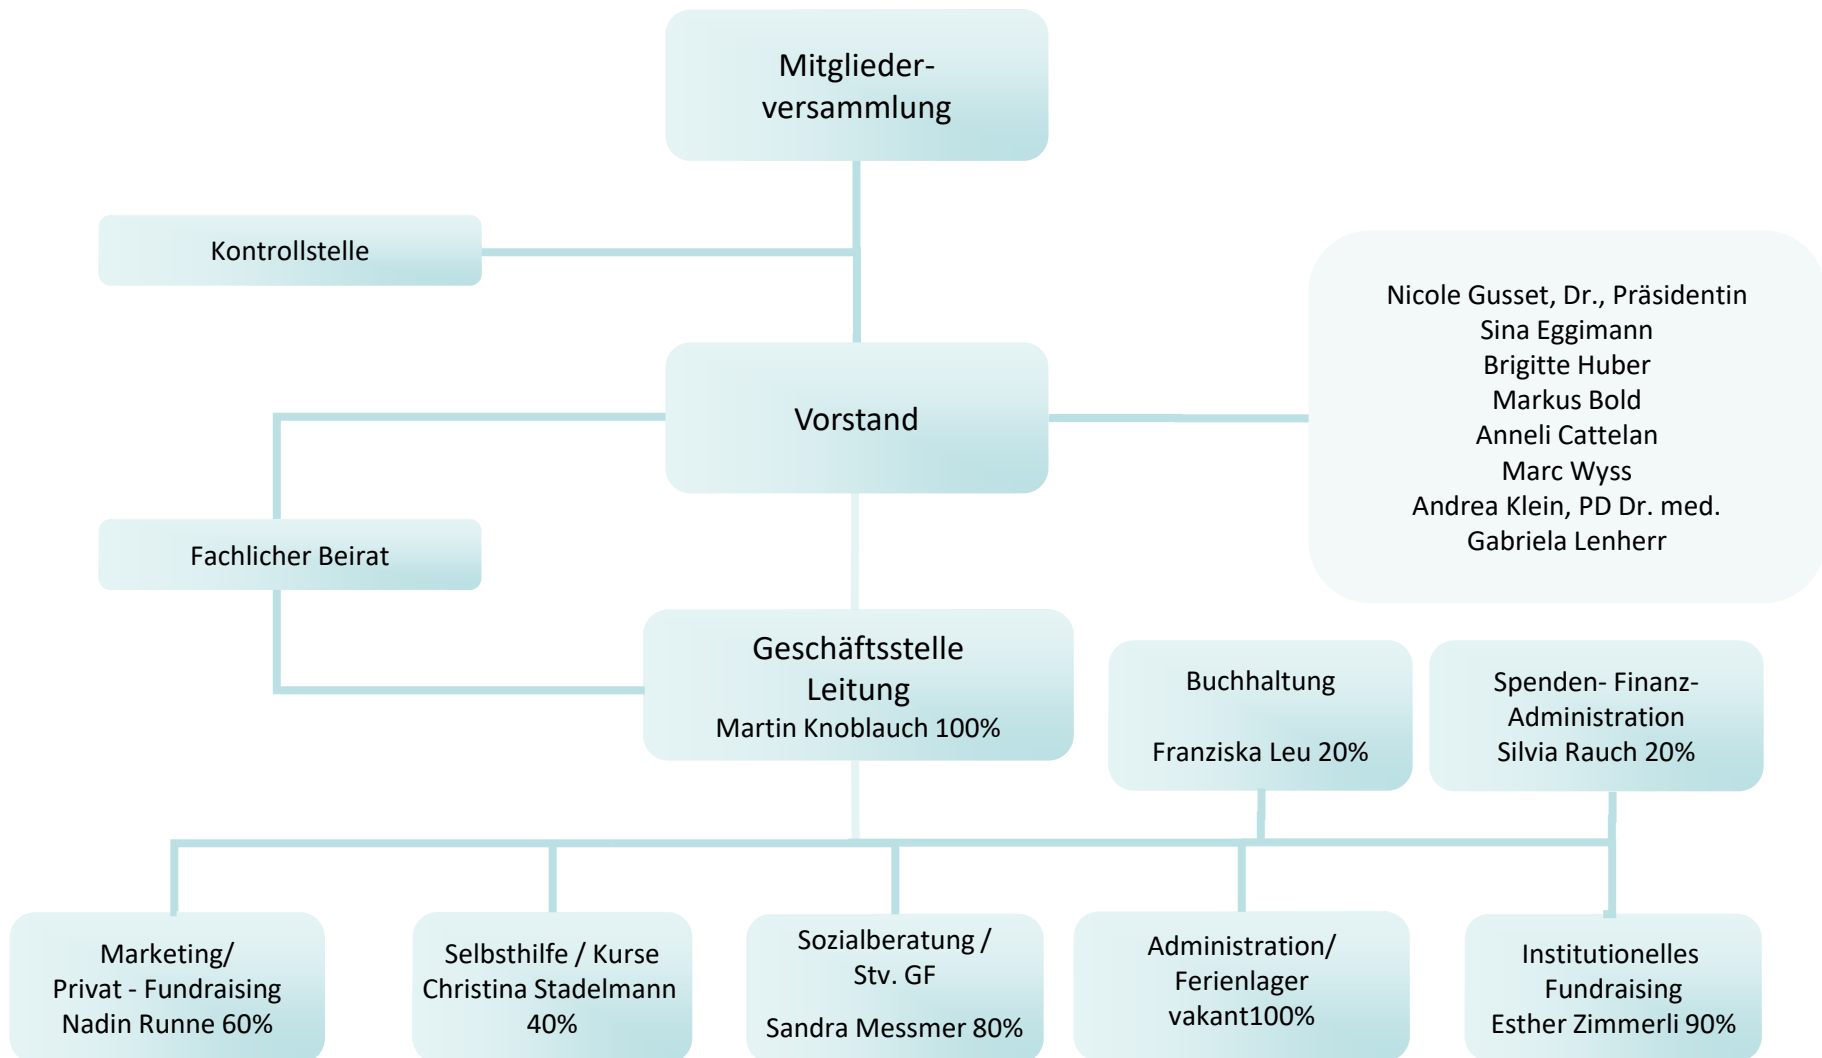 Mitglieder-
versammlung
Kontrollstelle
Nicole Gusset, Dr., Präsidentin
Sina Eggimann
Brigitte Huber
Markus Bold
Anneli Cattelan
Marc Wyss
Andrea Klein, PD Dr. med.
Gabriela Lenherr
Vorstand
Fachlicher Beirat
Geschäftsstelle
Leitung
Martin Knoblauch 100%
Buchhaltung
Franziska Leu 20%
Spenden- Finanz-
Administration
Silvia Rauch 20%
Marketing/
Privat - Fundraising
Nadin Runne 60%
Selbsthilfe / Kurse
Christina Stadelmann
40%
Sozialberatung /
Stv. GF
Sandra Messmer 80%
Administration/
Ferienlager
vakant100%
Institutionelles
Fundraising
Esther Zimmerli 90%